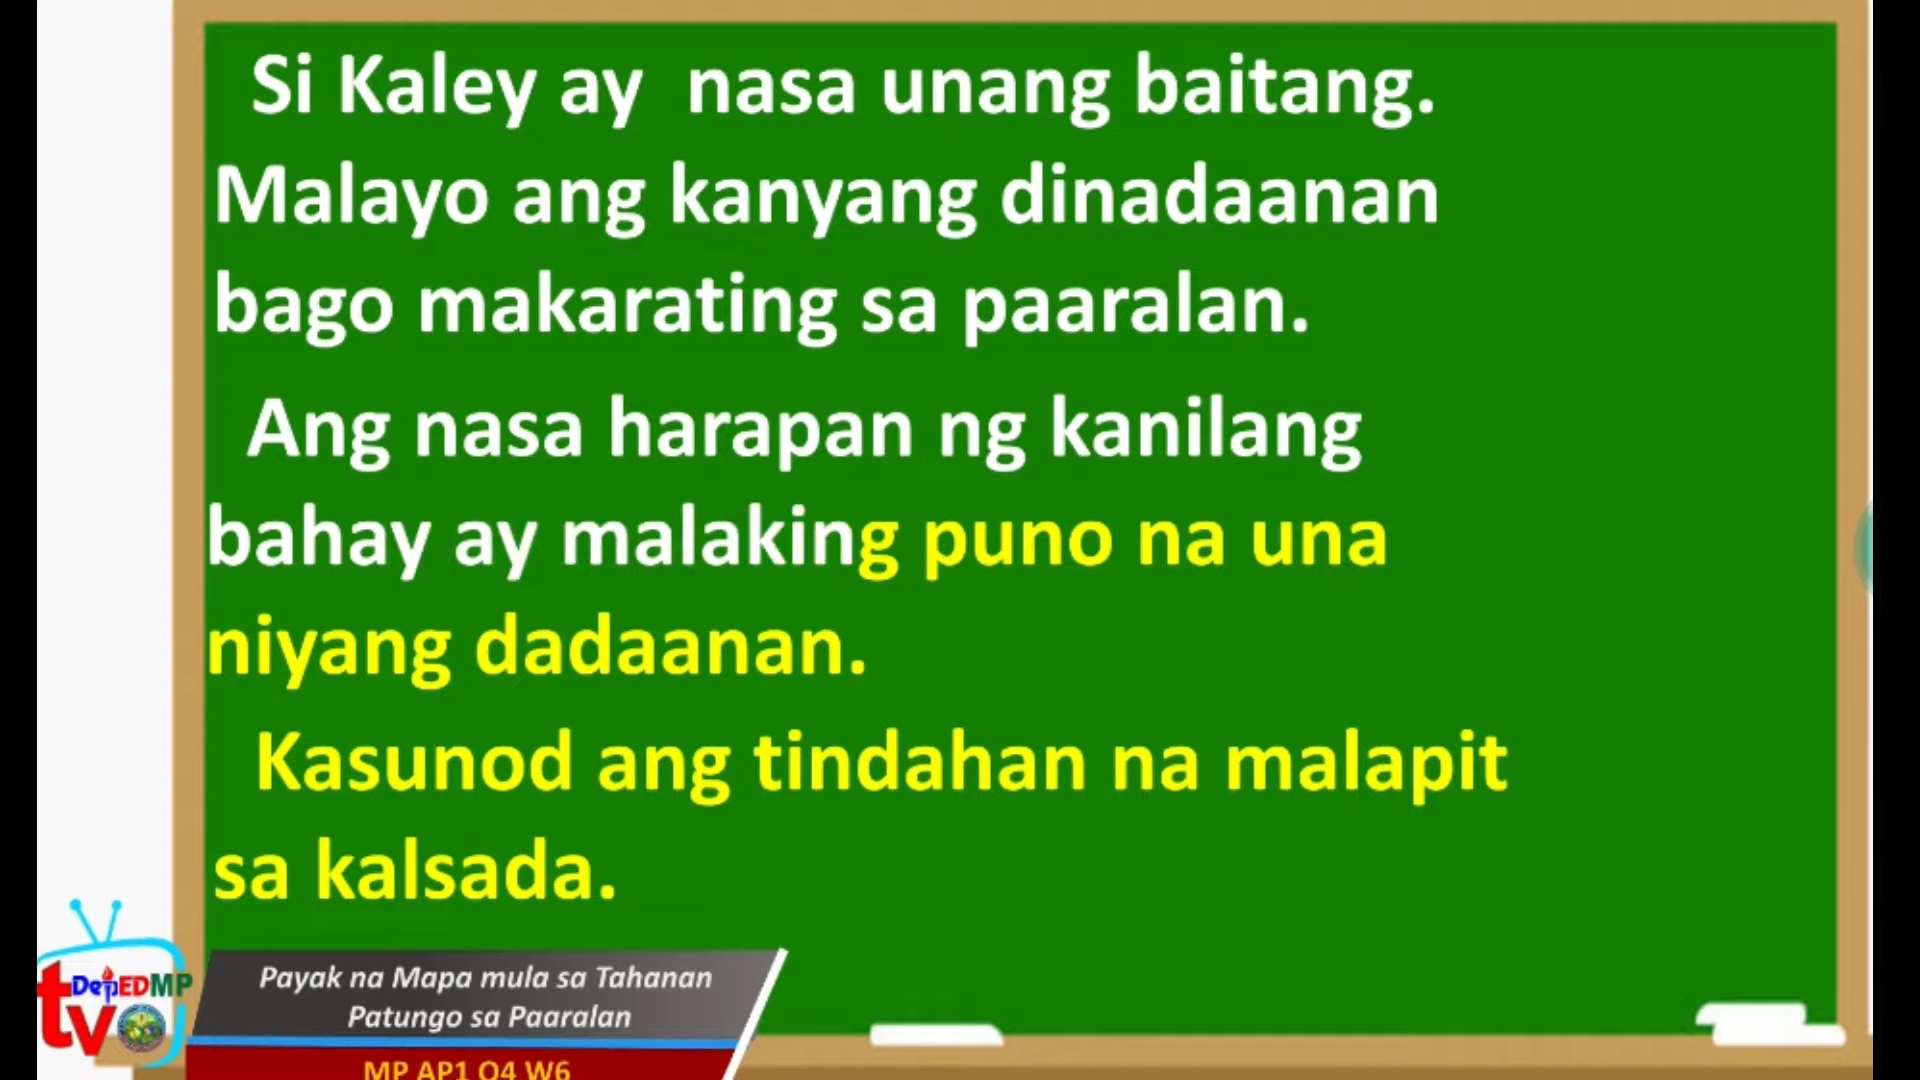 Si Kaley ay nasa unang baitang.
Malayo ang kanyang dinadaanan
bago makarating sa paaralan.
Ang nasa harapan ng kanilang
bahay ay malaking puno na una
niyang dadaanan.
Kasunod ang tindahan na malapit
sa kalsada.
DepEDMP
tv
Payak na Mapa mula sa Tahanan
Patungo sa Paaralan
MP AP1 Q4 W6